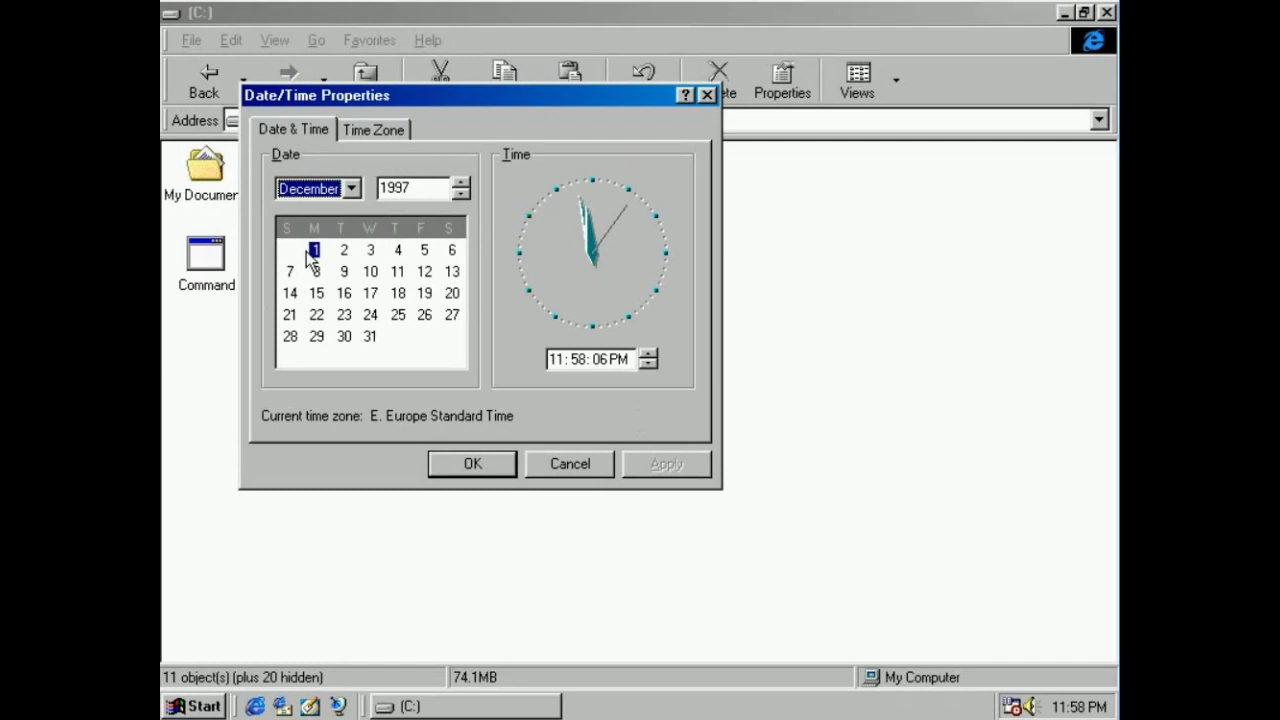 (C:)
File Edit View Go Favorites Help
Back Properties Views
Address
Date/Time Properties
Date & Time Time Zone
Date
December 1997
S M T W T F S
1 2 3 4 5 6
7 8 9 10 11 12 13
14 15 16 17 18 19 20
21 22 23 24 25 26 27
28 29 30 31
Time
11:58:06 PM
Current time zone: E. Europe Standard Time
OK Cancel Apply
My Documen
Command
11 object(s) (plus 20 hidden) 74.1MB My Computer
Start (C:) 11:58 PM